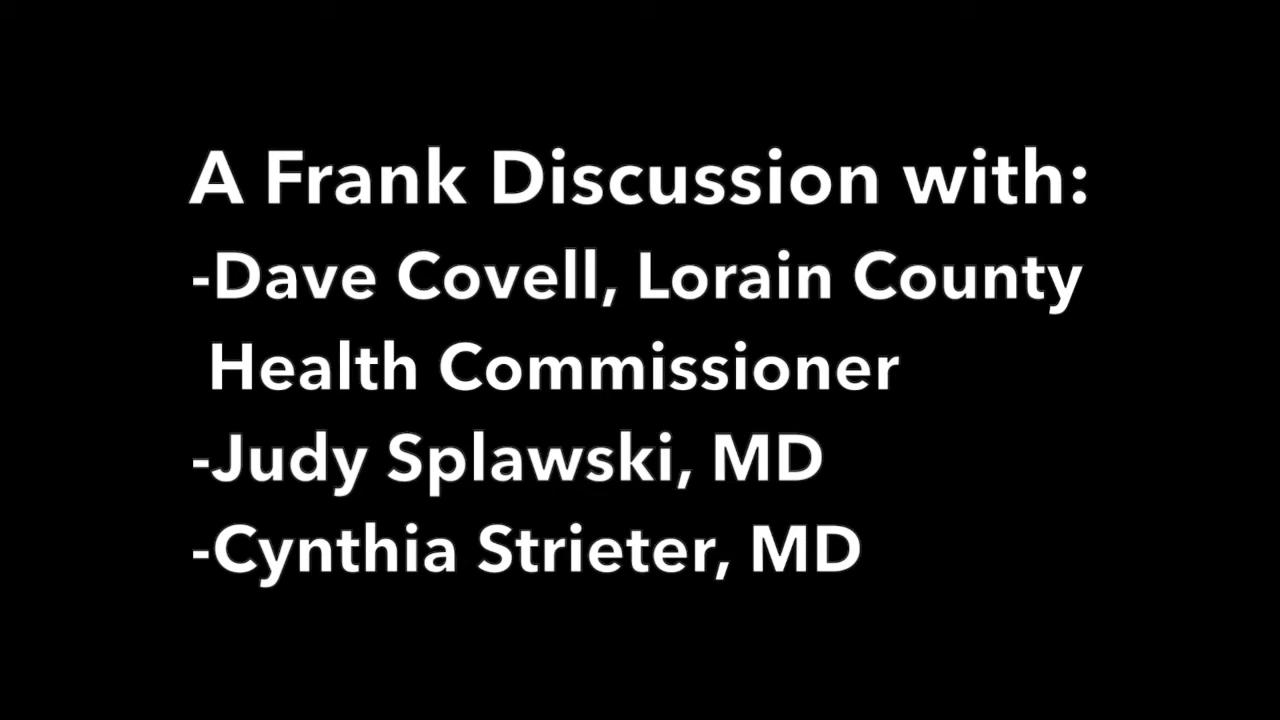 A Frank Discussion with:
-Dave Covell, Lorain County
Health Commissioner
-Judy Splawski, MD
-Cynthia Strieter, MD